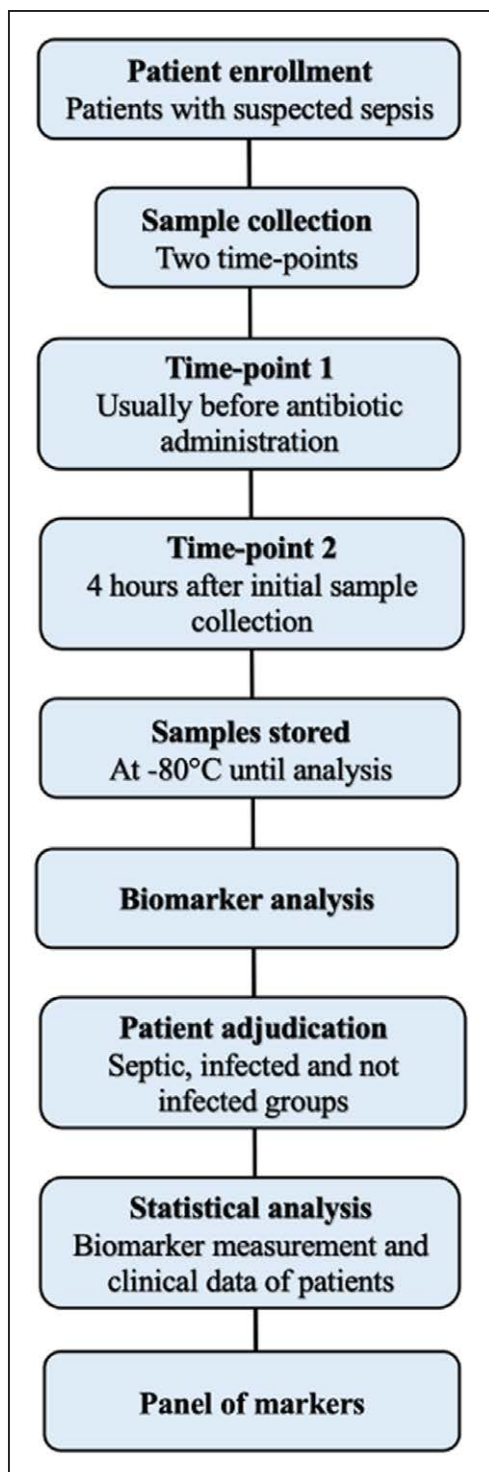 Patient enrollment
Patients with suspected sepsis
Sample collection
Two time-points
Time-point 1
Usually before antibiotic
administration
Time-point 2
4 hours after initial sample
collection
Samples stored
At -80°C until analysis
Biomarker analysis
Patient adjudication
Septic, infected and not
infected groups
Statistical analysis
Biomarker measurement and
clinical data of patients
Panel of markers